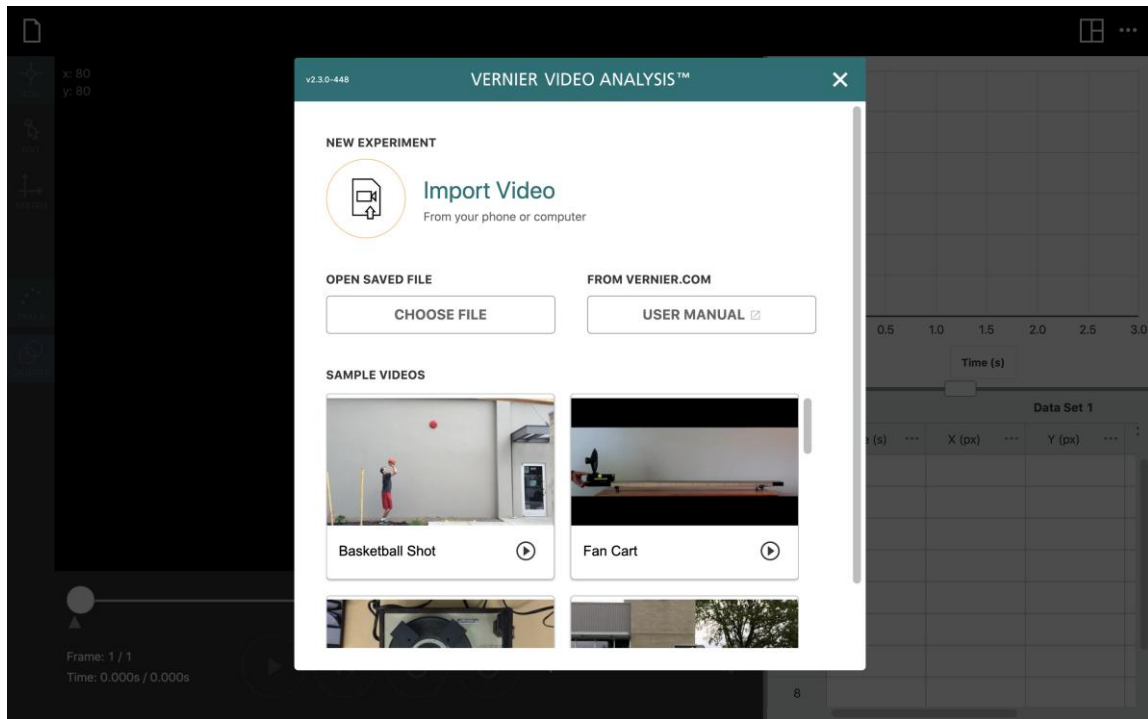 x: 80
y: 80
v2.3.0-448
VERNIER VIDEO ANALYSIS™
NEW EXPERIMENT
Import Video
From your phone or computer
OPEN SAVED FILE
FROM VERNIER.COM
CHOOSE FILE
USER MANUAL
SAMPLE VIDEOS
Basketball Shot
Fan Cart
0.5 1.0 1.5 2.0 2.5 3.0
Time (s)
Data Set 1
(s) ... X (px) ... Y (px) ...
8
Frame: 1 / 1
Time: 0.000s / 0.000s